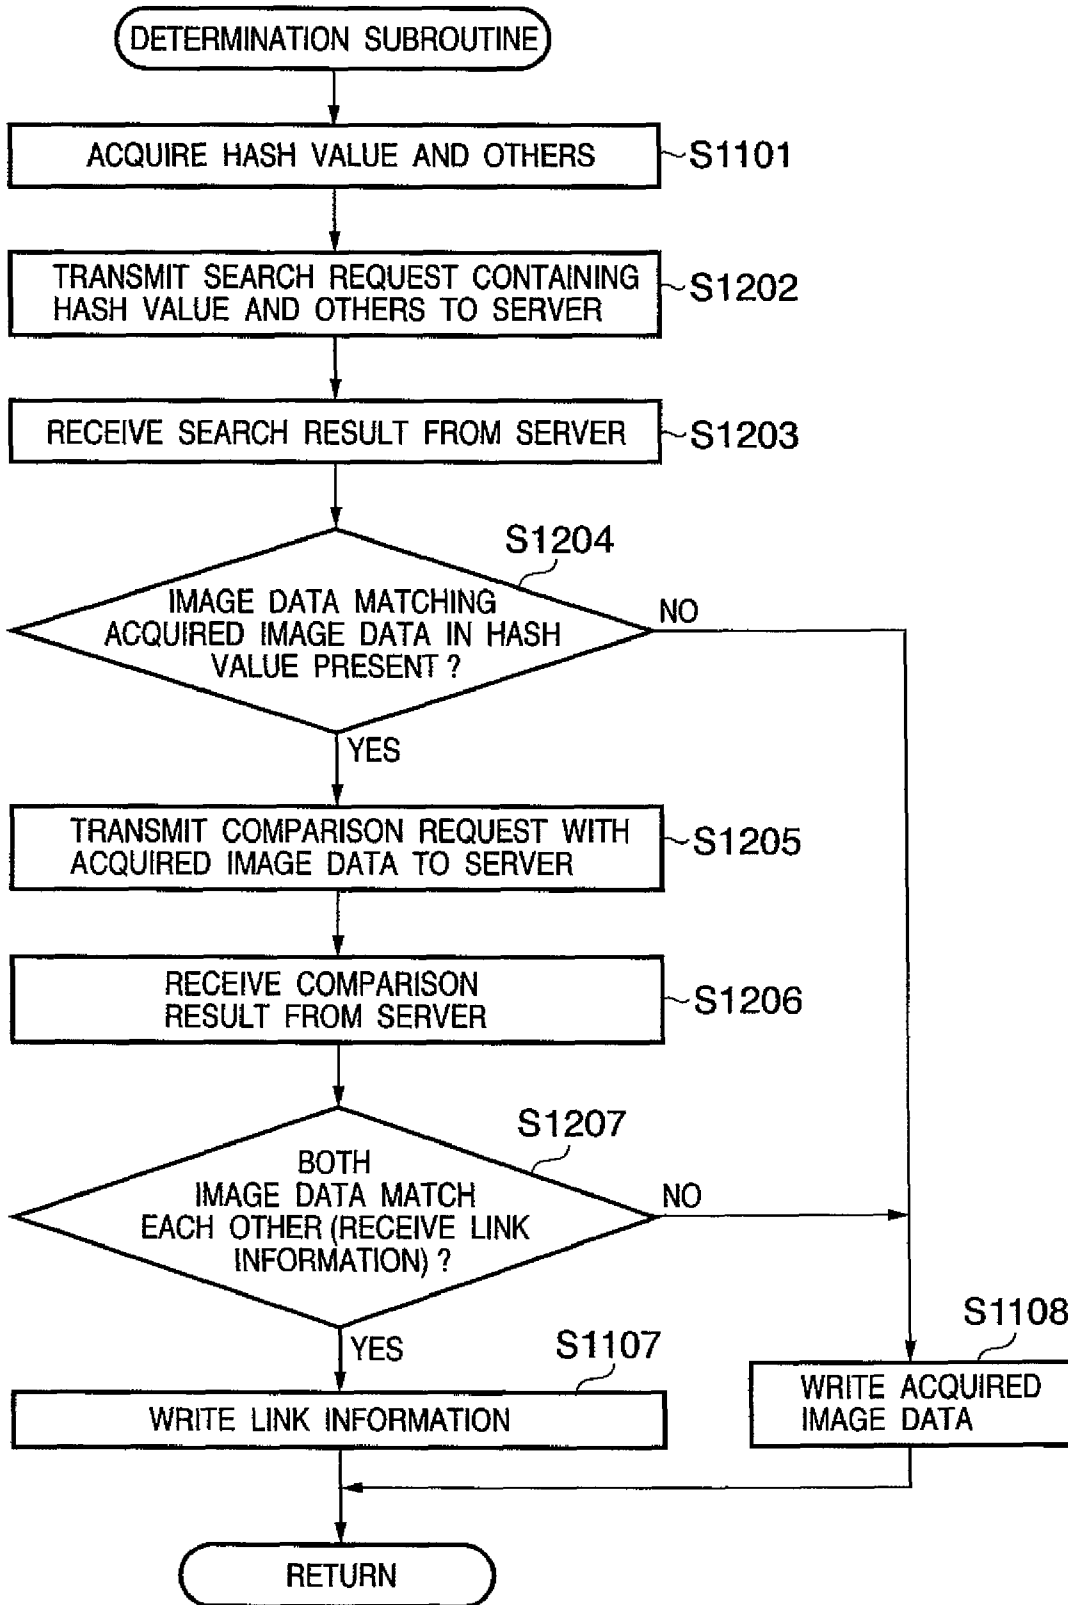 DETERMINATION SUBROUTINE
ACQUIRE HASH VALUE AND OTHERS
S1101
TRANSMIT SEARCH REQUEST CONTAINING
HASH VALUE AND OTHERS TO SERVER
S1202
RECEIVE SEARCH RESULT FROM SERVER
S1203
S1204
IMAGE DATA MATCHING
ACQUIRED IMAGE DATA IN HASH
VALUE PRESENT ?
NO
YES
TRANSMIT COMPARISON REQUEST WITH
ACQUIRED IMAGE DATA TO SERVER
S1205
RECEIVE COMPARISON
RESULT FROM SERVER
S1206
S1207
BOTH
IMAGE DATA MATCH
EACH OTHER (RECEIVE LINK
INFORMATION) ?
NO
YES
S1107
WRITE LINK INFORMATION
S1108
WRITE ACQUIRED
IMAGE DATA
RETURN